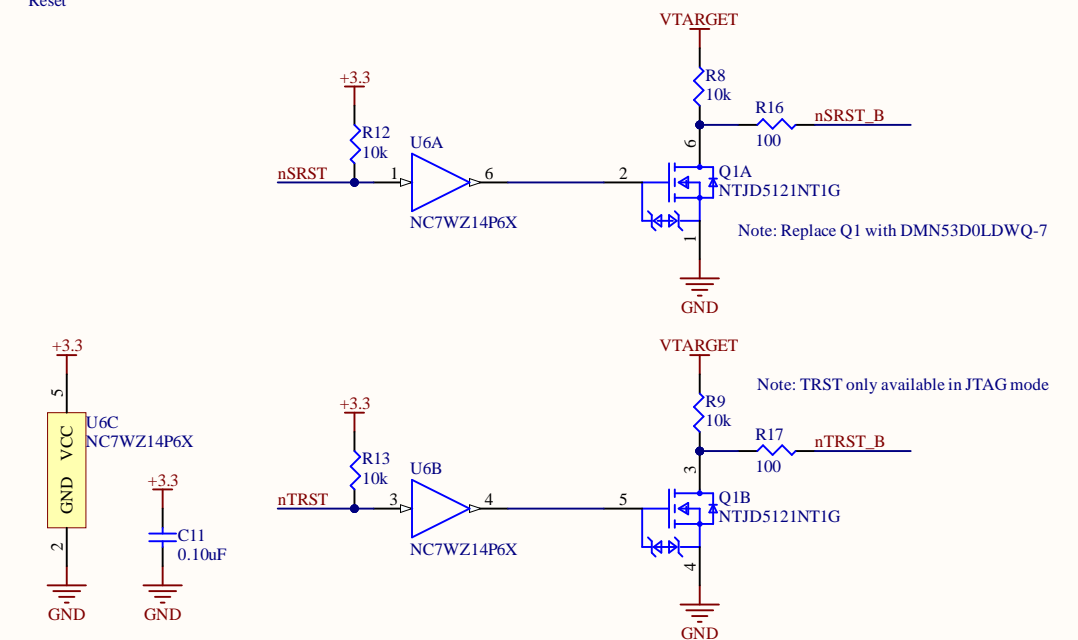 Reset
VTARGET
R8
10k
R16
100
nSRST_B
+3.3
R12
10k
nSRST
1
U6A
6
NC7WZ14P6X
2
6
Q1A
NTJD5121NT1G
1
Note: Replace Q1 with DMN53D0LDWQ-7
GND
+3.3
5
U6C
NC7WZ14P6X
VCC
GND
2
GND
+3.3
C11
0.10uF
GND
VTARGET
Note: TRST only available in JTAG mode
R9
10k
R17
100
nTRST_B
+3.3
R13
10k
nTRST
3
U6B
4
NC7WZ14P6X
5
3
Q1B
NTJD5121NT1G
4
GND